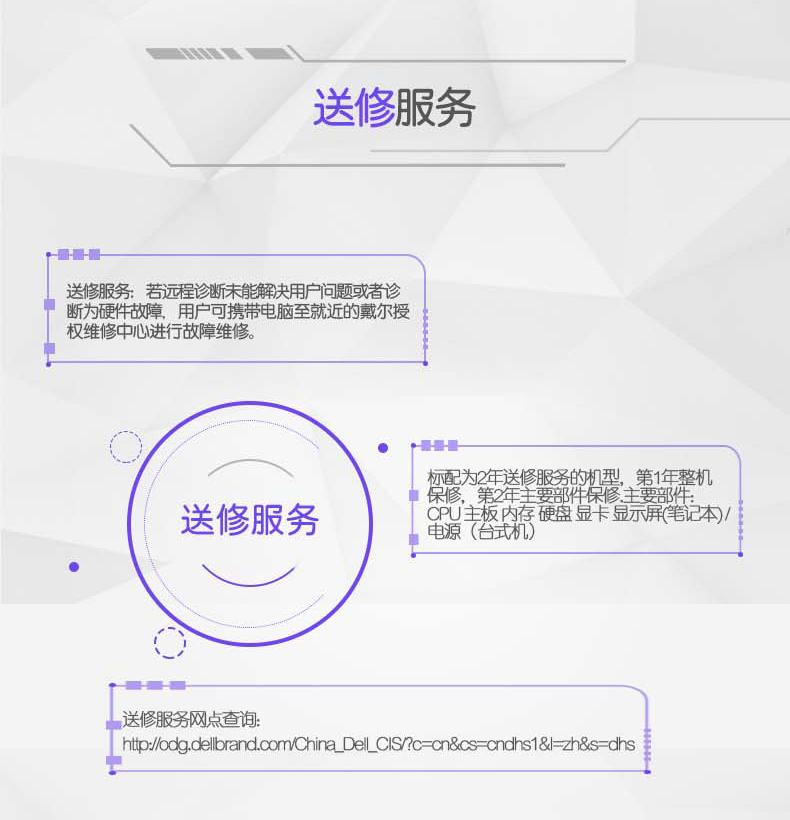 送修服务
送修服务：若远程诊断未能解决用户问题或者诊
断为硬件故障，用户可携带电脑至就近的戴尔授
权维修中心进行故障维修。
送修服务
标配为2年送修服务的机型，第1年整机
保修，第2年主要部件保修.主要部件：
CPU 主板 内存 硬盘 显卡 显示屏(笔记本) /
电源（台式机）
送修服务网点查询：
http://odg.dellbrand.com/China_Dell_CIS/?c=cn&cs=cndhs1&l=zh&s=dhs